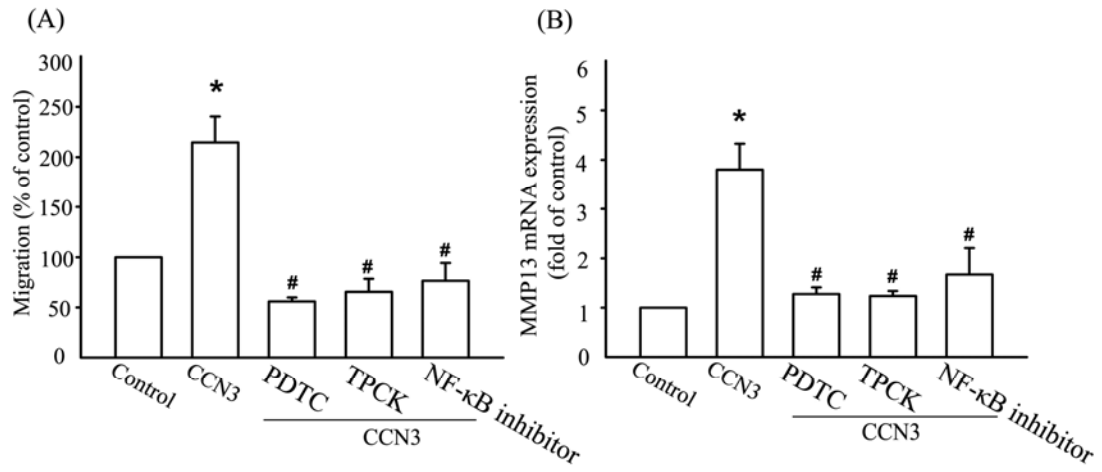 (A)
Migration (% of control)
300
250
200
150
100
50
0
*
#
#
#
Control
CCN3
PDTC
TPCK
NF-κB inhibitor
CCN3
(B)
MMP13 mRNA expression
(fold of control)
6
5
4
3
2
1
0
*
#
#
#
Control
CCN3
PDTC
TPCK
NF-κB inhibitor
CCN3